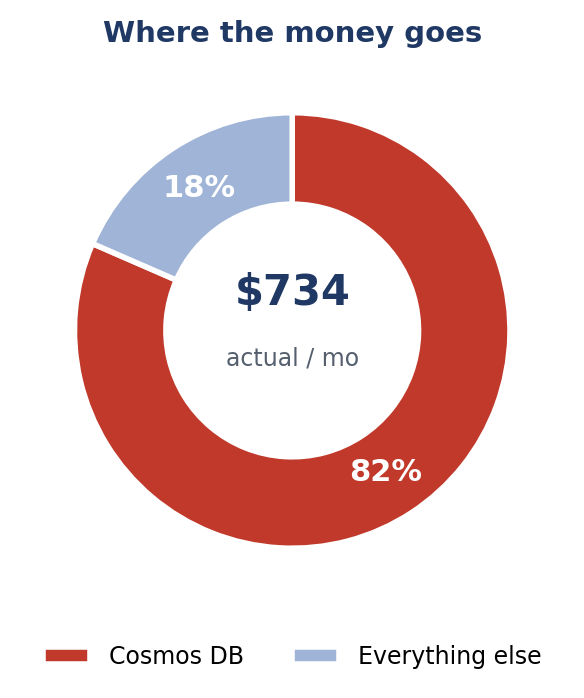 Where the money goes
18%
$734
actual / mo
82%
Cosmos DB
Everything else